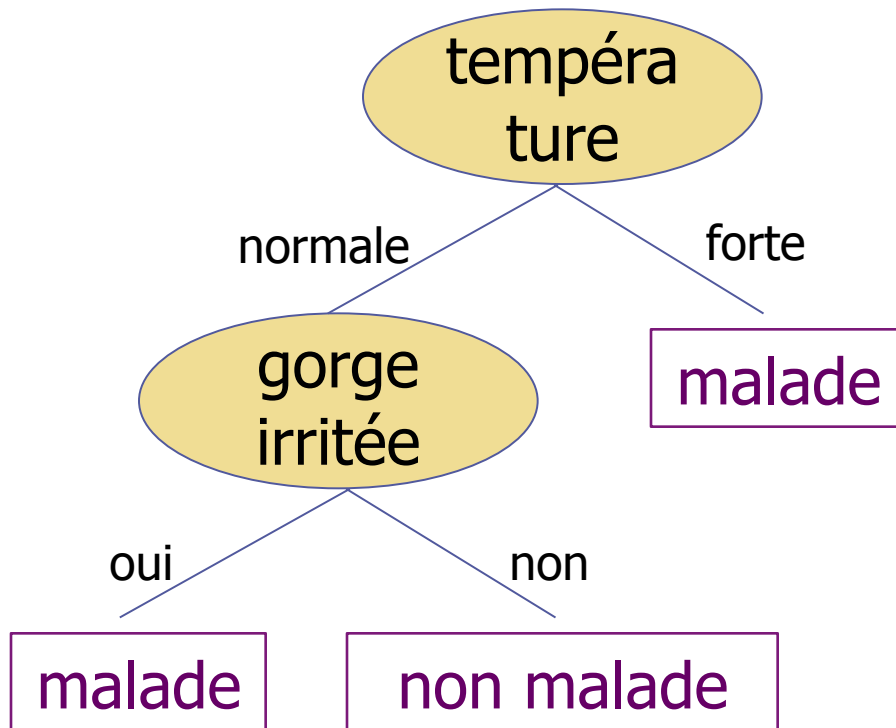 tempéra
ture
normale
forte
gorge
irritée
malade
oui
non
malade
non malade